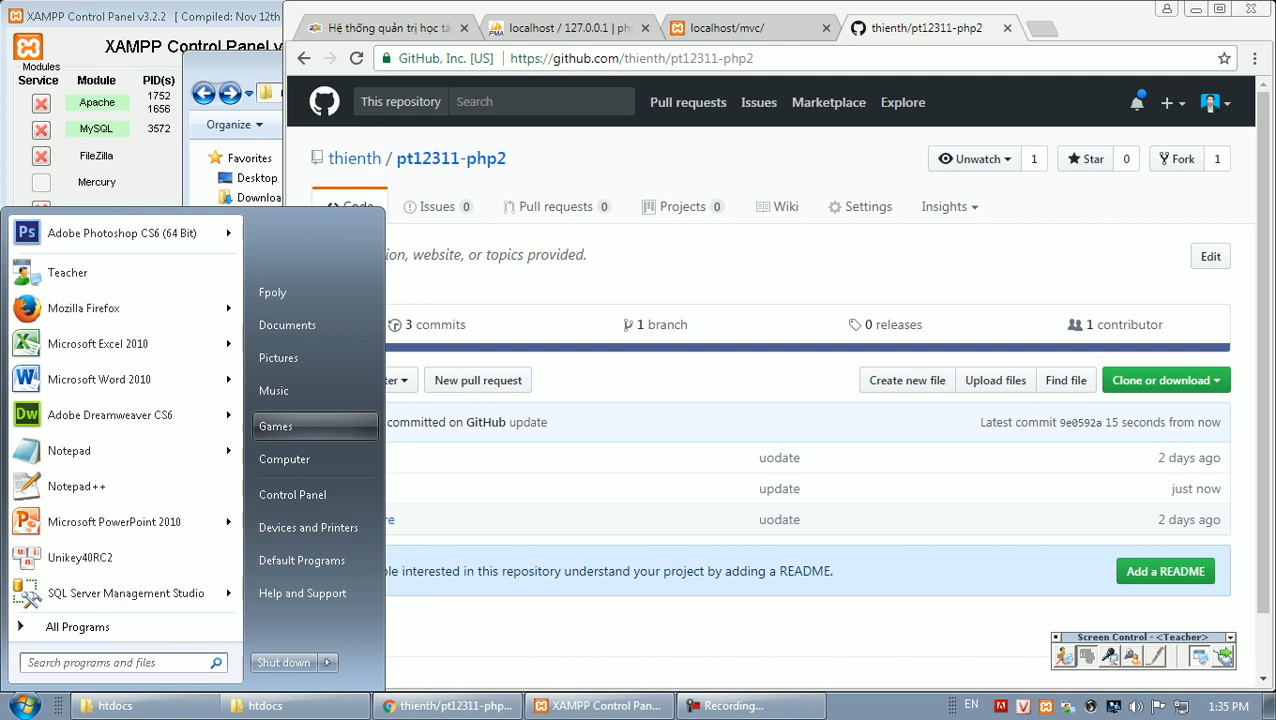 XAMPP Control Panel v3.2.2 [ Compiled: Nov 12th
XAMPP Control Panel v
Modules
Service Module PID(s)
Apache 1752 1656
MySQL 3572
FileZilla
Mercury
Organize
Favorites
Desktop
Hệ thống quản trị học tậ
localhost / 127.0.0.1 | ph
localhost/mvc/
thienth/pt12311-php2
GitHub, Inc. [US] https://github.com/thienth/pt12311-php2
This repository Search Pull requests Issues Marketplace Explore
thienth / pt12311-php2
Unwatch 1 Star 0 Fork 1
Code Issues 0 Pull requests 0 Projects 0 Wiki Settings Insights
ion, website, or topics provided.
Edit
3 commits 1 branch 0 releases 1 contributor
New pull request Create new file Upload files Find file Clone or download
committed on GitHub update Latest commit 9e0592a 15 seconds from now
uodate 2 days ago
update just now
uodate 2 days ago
le interested in this repository understand your project by adding a README.
Add a README
Adobe Photoshop CS6 (64 Bit)
Teacher
Mozilla Firefox
Microsoft Excel 2010
Microsoft Word 2010
Adobe Dreamweaver CS6
Notepad
Notepad++
Microsoft PowerPoint 2010
Unikey40RC2
SQL Server Management Studio
All Programs
Search programs and files
Fpoly
Documents
Pictures
Music
Games
Computer
Control Panel
Devices and Printers
Default Programs
Help and Support
Shut down
Screen Control - <Teacher>
htdocs
htdocs
thienth/pt12311-php...
XAMPP Control Pan...
Recording...
EN
1:35 PM